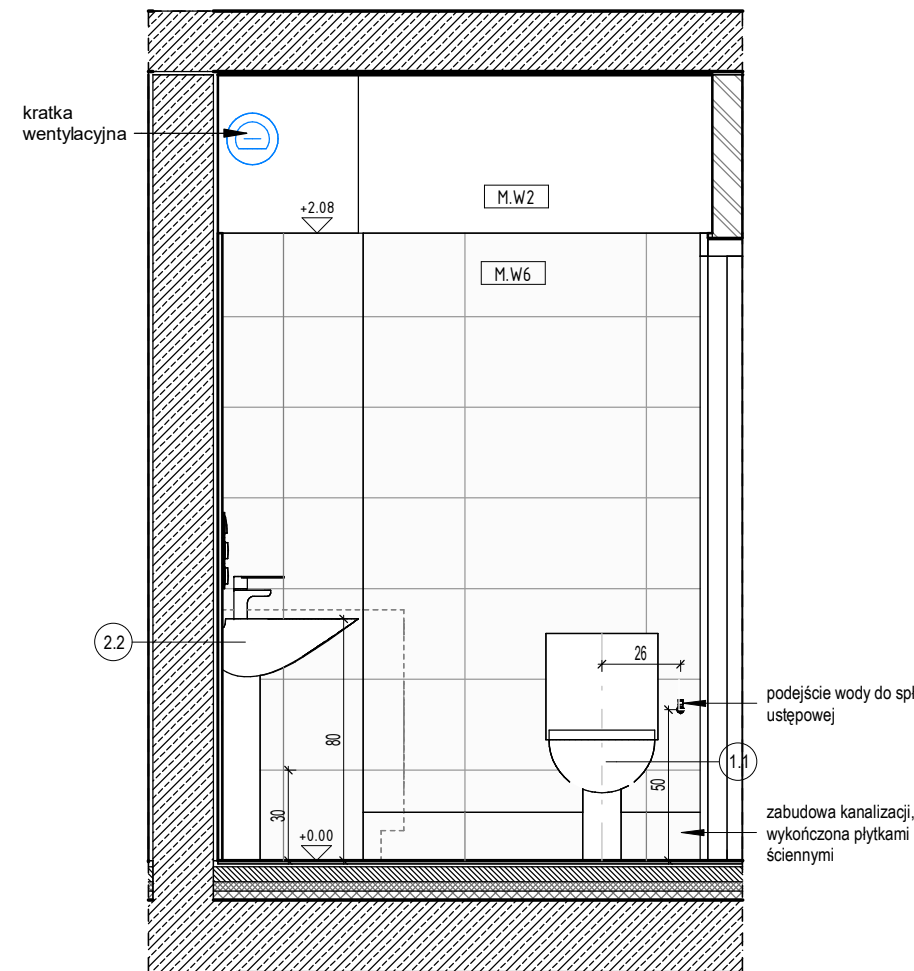 kratka
wentylacyjna
M.W2
+2.08
M.W6
2.2
26
podejście wody do
ustępowej
80
1.1
50
30
+0.00
zabudowa kanalizacji,
wykończona płytkami
ściennymi